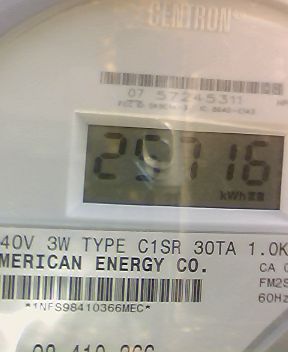 CENTRON
07 57245311
29716
kWh
40V 3W TYPE C1SR 30TA 1.0K
MERICAN ENERGY CO.
CA 0
FM2S
60Hz
*1NFS98410366MEC*